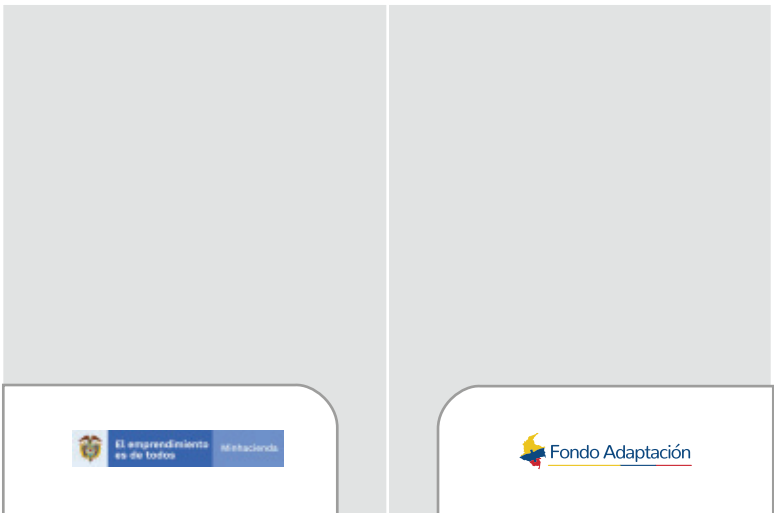 El emprendimiento
es de todos
Minhacienda
Fondo Adaptación